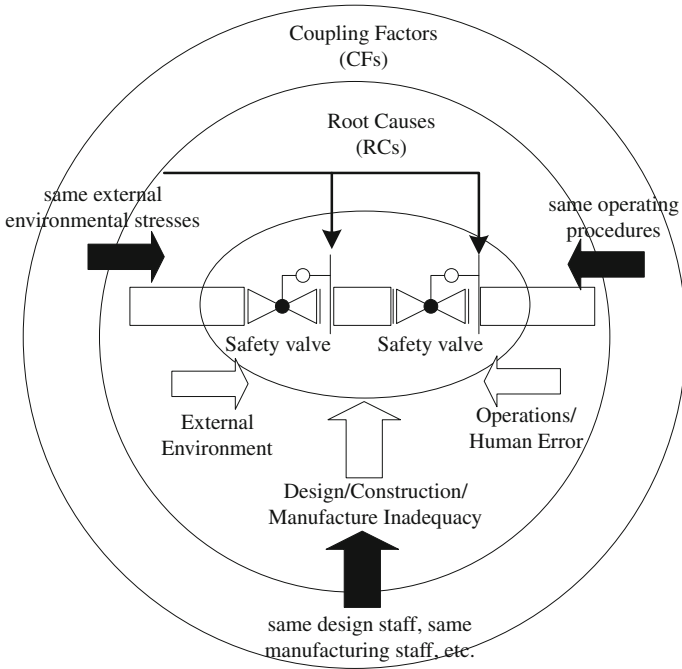 Coupling Factors
(CFs)
Root Causes
(RCs)
same external
environmental stresses
same operating
procedures
Safety valve
Safety valve
External
Environment
Operations/
Human Error
Design/Construction/
Manufacture Inadequacy
same design staff, same
manufacturing staff, etc.